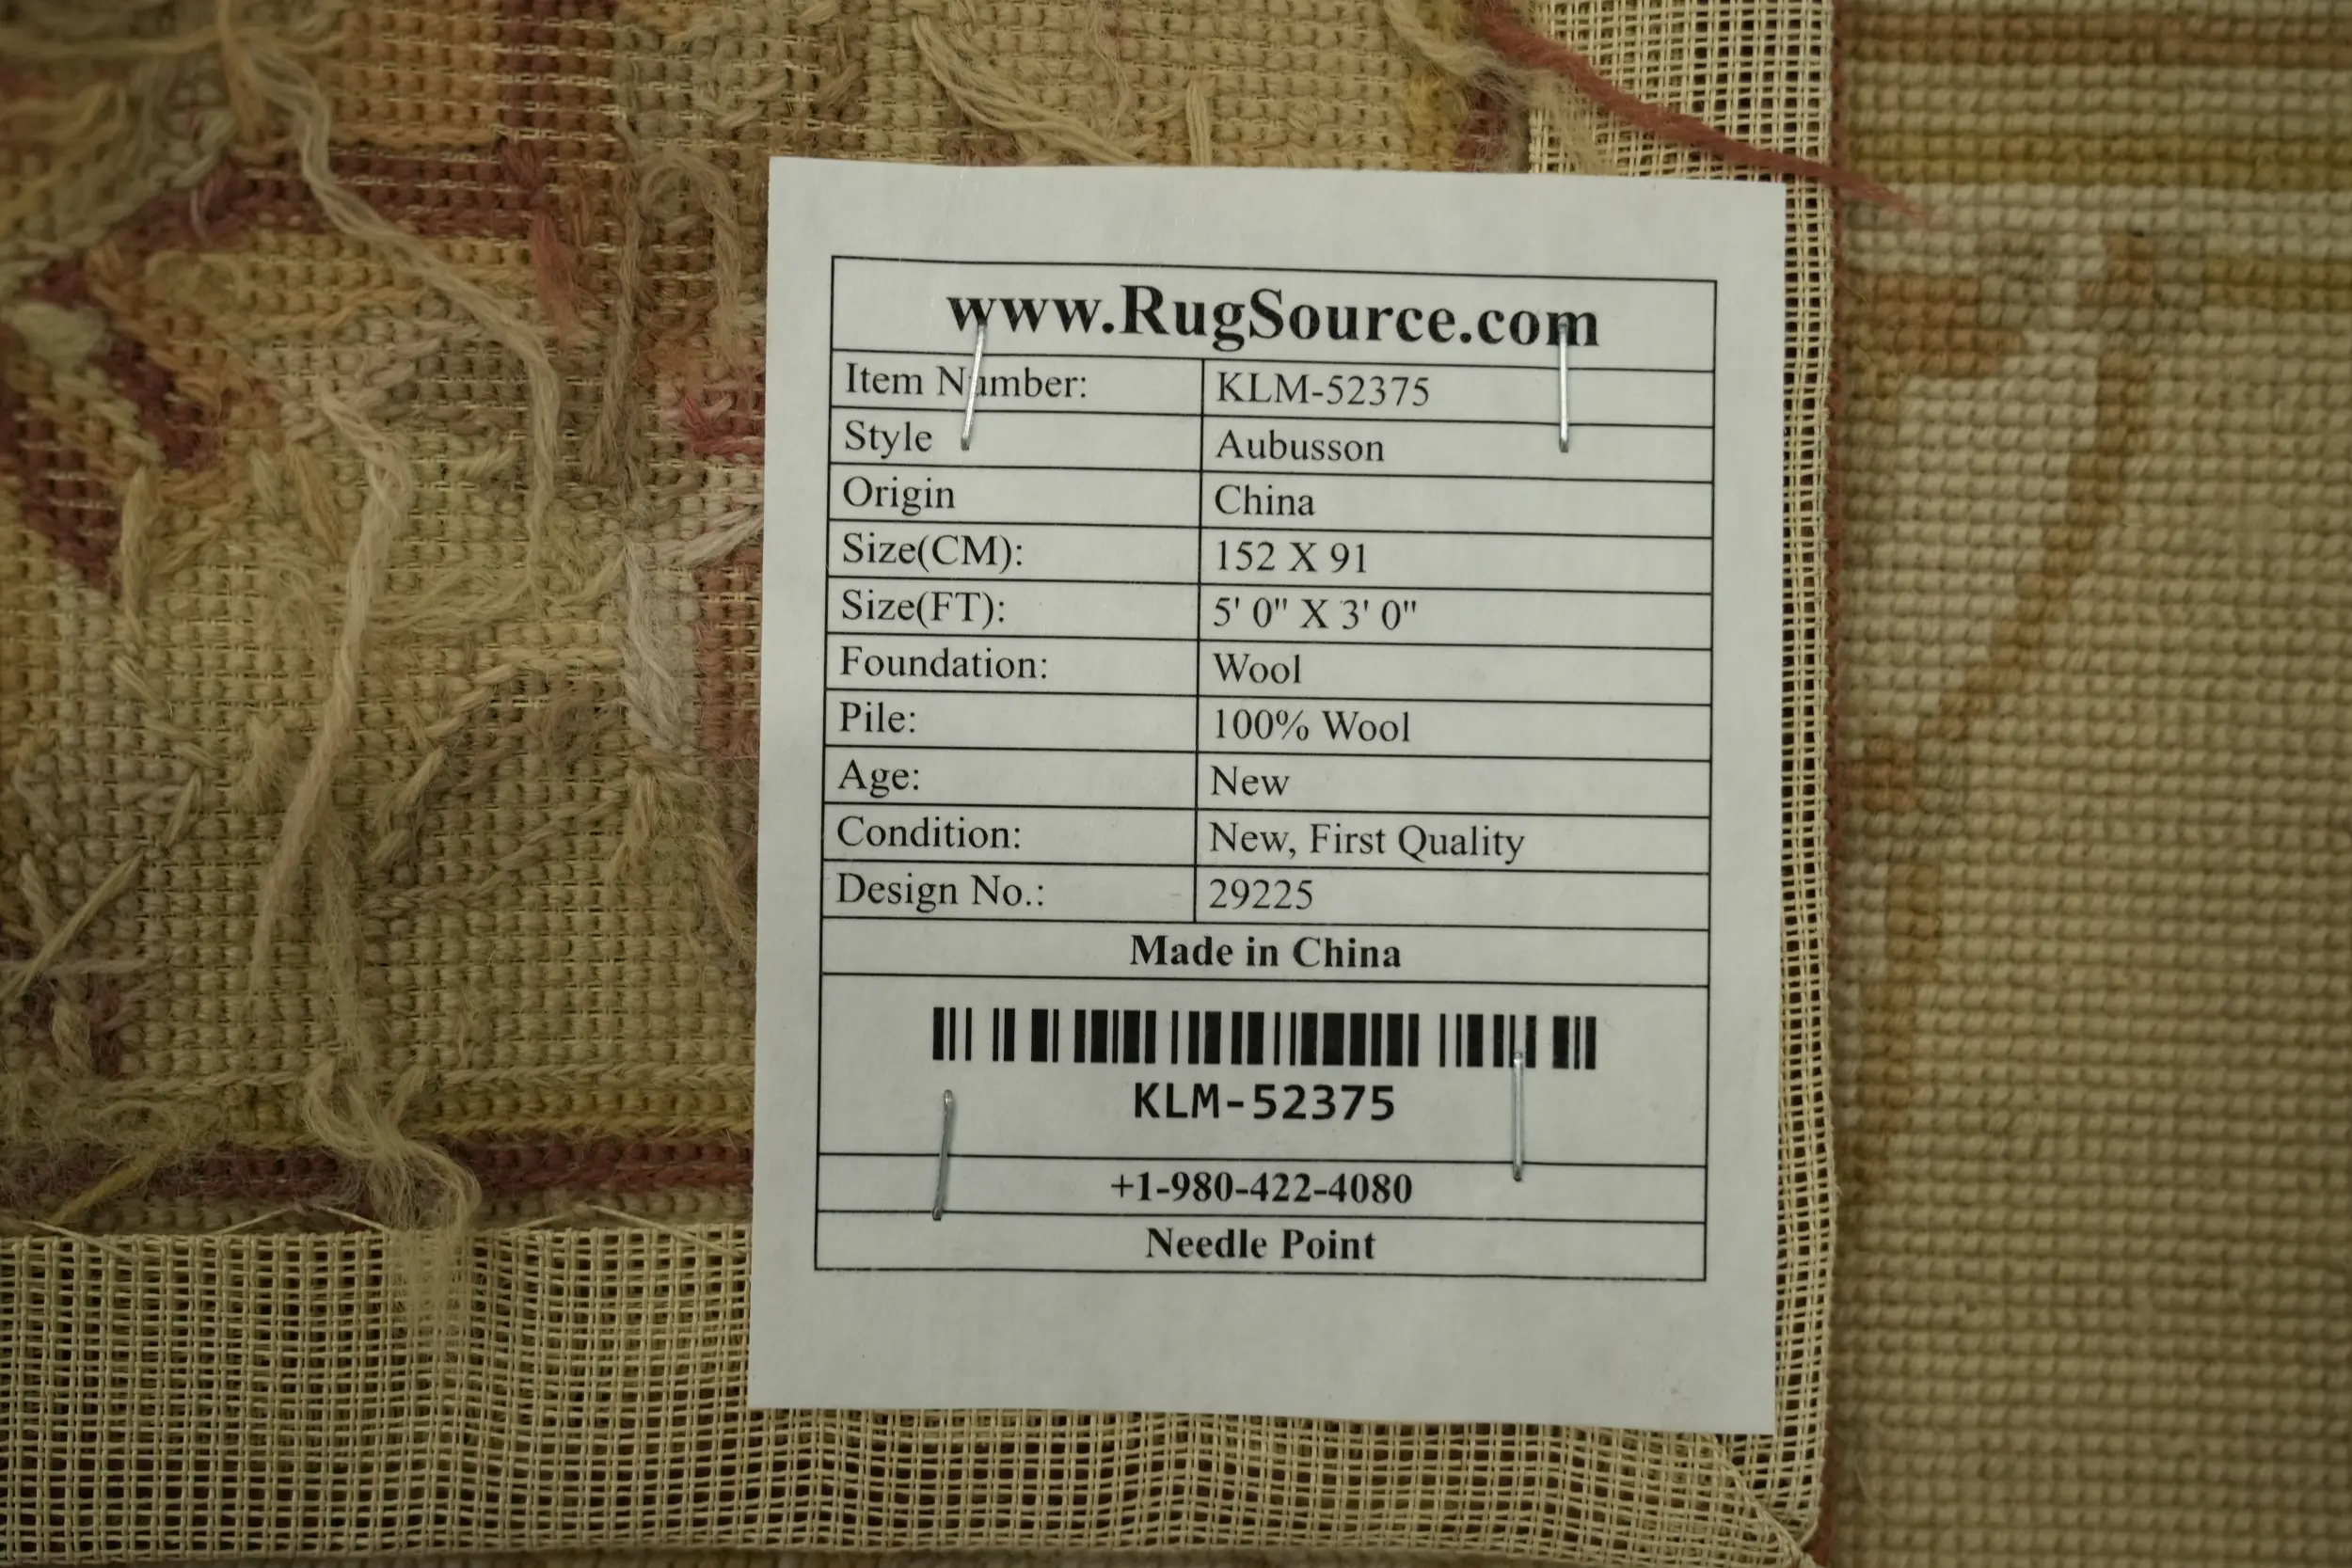 www.RugSource.com
Item Number: KLM-52375
Style Aubusson
Origin China
Size(CM): 152 X 91
Size(FT): 5' 0" X 3' 0"
Foundation: Wool
Pile: 100% Wool
Age: New
Condition: New, First Quality
Design No.: 29225
Made in China
KLM-52375
+1-980-422-4080
Needle Point